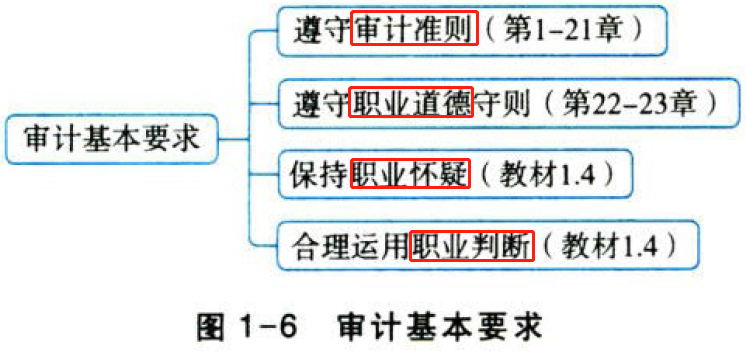 遵守审计准则（第1-21章）
遵守职业道德守则（第22-23章）
审计基本要求
保持职业怀疑（教材1.4）
合理运用职业判断（教材1.4）
图 1-6 审计基本要求